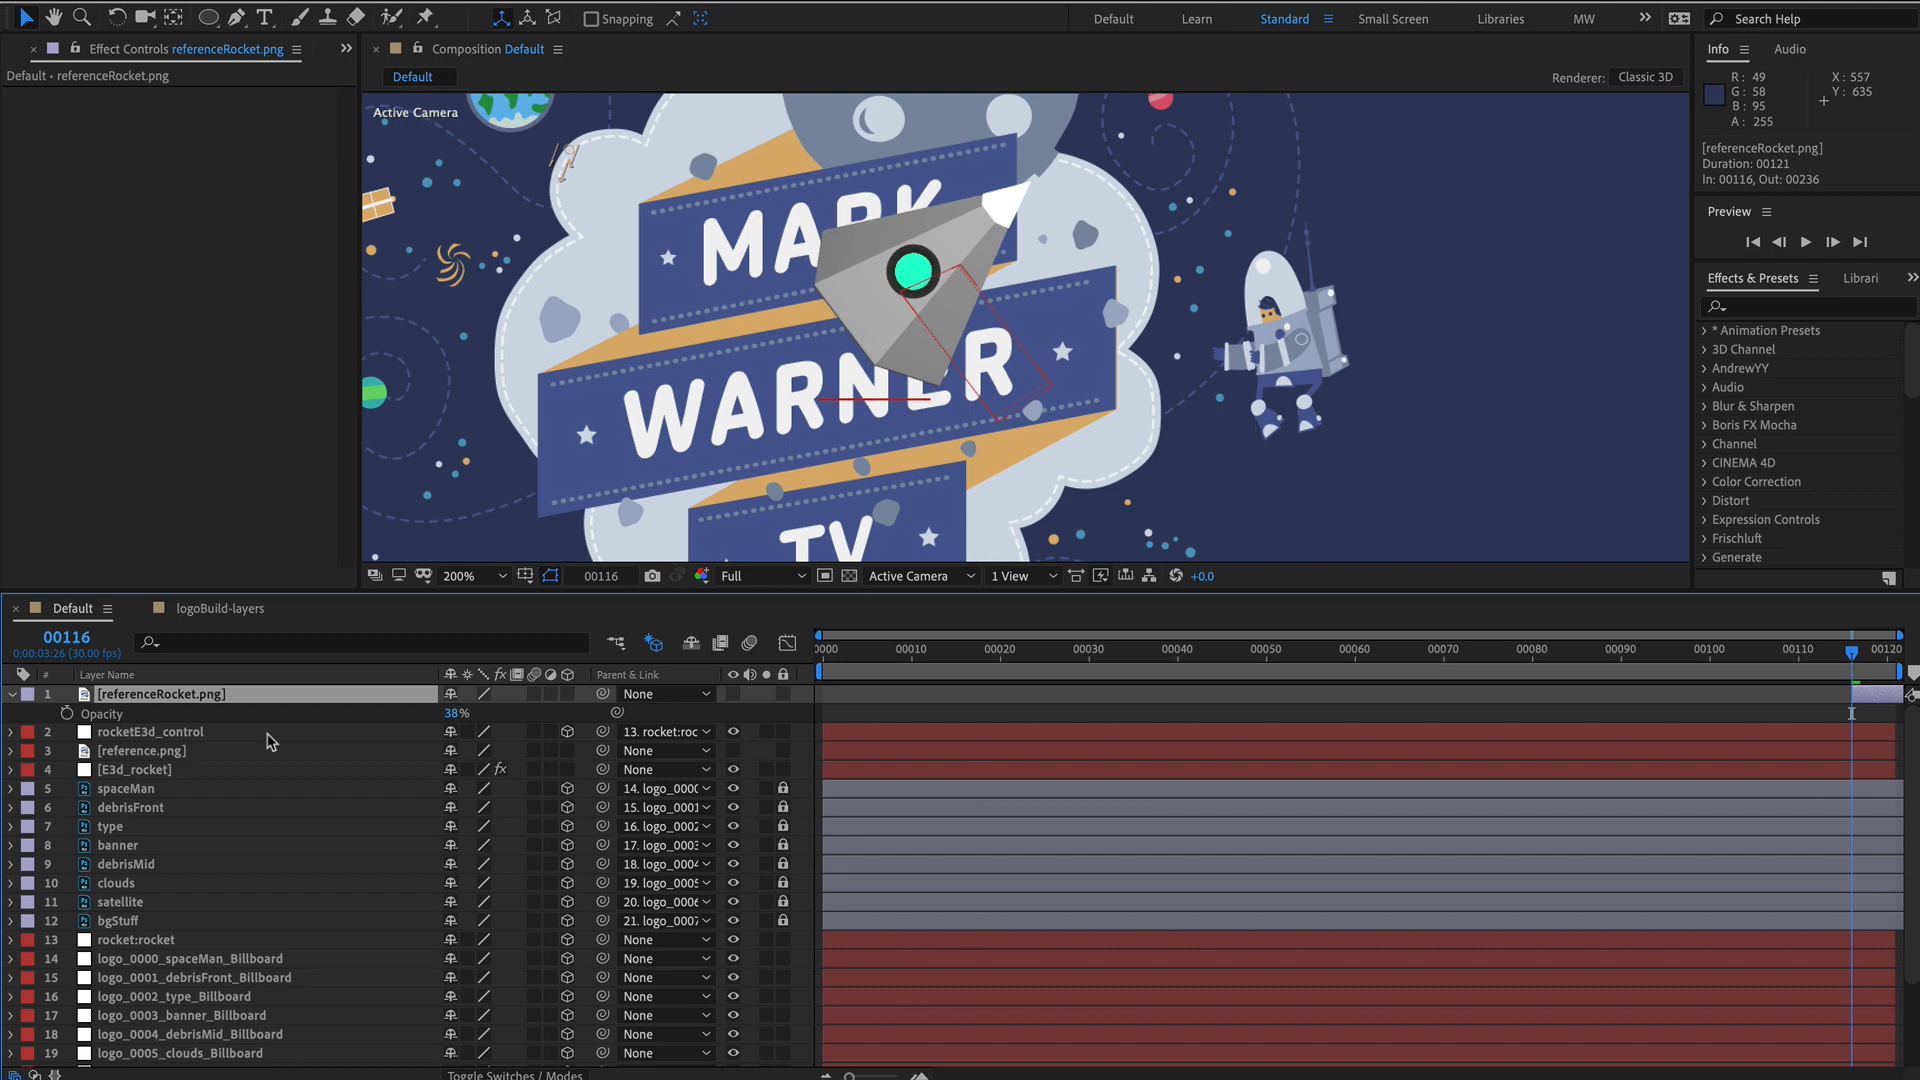 Snapping
Default
Learn
Standard
Small Screen
Libraries
MW
Search Help
Effect Controls referenceRocket.png
Composition Default
Info
Audio
Default • referenceRocket.png
Default
Renderer: Classic 3D
R: 49
G: 58
B: 95
A: 255
X: 557
Y: 635
Active Camera
[referenceRocket.png]
Duration: 00121
In: 00116, Out: 00236
MARK
WARNER
TV
Preview
Effects & Presets
Librari
* Animation Presets
3D Channel
AndrewYY
Audio
Blur & Sharpen
Boris FX Mocha
Channel
CINEMA 4D
Color Correction
Distort
Expression Controls
Frischluft
Generate
200%
00116
Full
Active Camera
1 View
+0.0
Default
logoBuild-layers
00116
0:00:03:26 (30.00 fps)
0000 00010 00020 00030 00040 00050 00060 00070 00080 00090 00100 00110 00120
# Layer Name fx Parent & Link
1 [referenceRocket.png] None
Opacity 38%
2 rocketE3d_control 13. rocket:roc
3 [reference.png] None
4 [E3d_rocket] fx None
5 spaceMan 14. logo_000(
6 debrisFront 15. logo_0001
7 type 16. logo_0002
8 banner 17. logo_0003
9 debrisMid 18. logo_0004
10 clouds 19. logo_0005
11 satellite 20. logo_0006
12 bgStuff 21. logo_0007
13 rocket:rocket None
14 logo_0000_spaceMan_Billboard None
15 logo_0001_debrisFront_Billboard None
16 logo_0002_type_Billboard None
17 logo_0003_banner_Billboard None
18 logo_0004_debrisMid_Billboard None
19 logo_0005_clouds_Billboard None
Toggle Switches / Modes